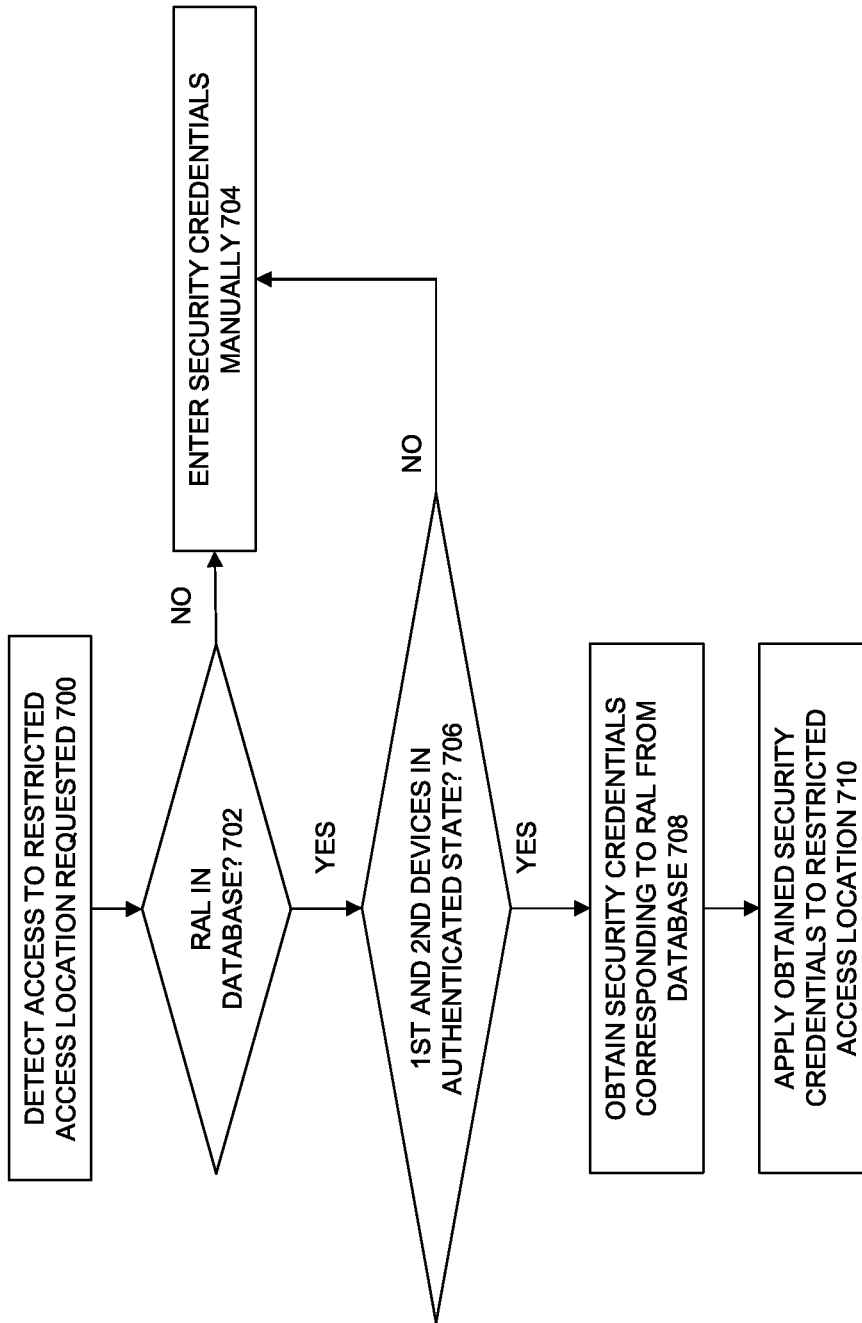 DETECT ACCESS TO RESTRICTED
ACCESS LOCATION REQUESTED 700
RAL IN
DATABASE? 702
NO
ENTER SECURITY CREDENTIALS
MANUALLY 704
YES
1ST AND 2ND DEVICES IN
AUTHENTICATED STATE? 706
NO
YES
OBTAIN SECURITY CREDENTIALS
CORRESPONDING TO RAL FROM
DATABASE 708
APPLY OBTAINED SECURITY
CREDENTIALS TO RESTRICTED
ACCESS LOCATION 710